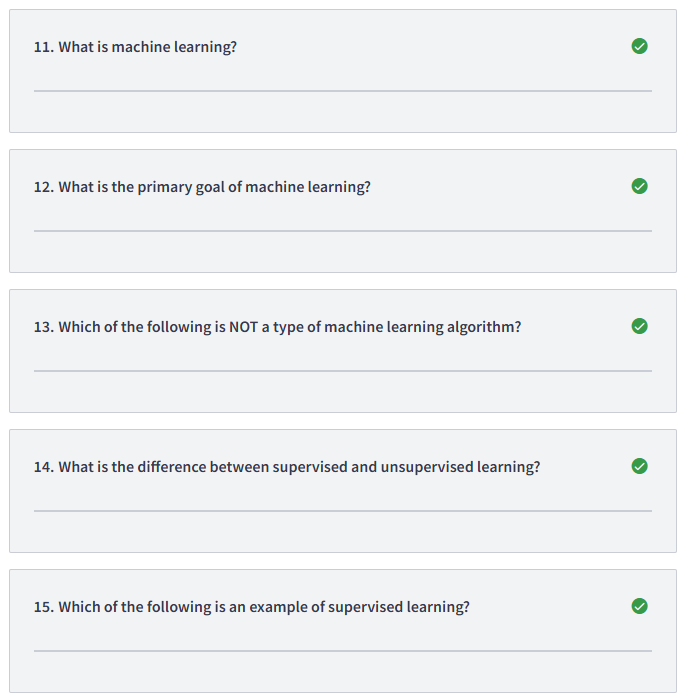 11. What is machine learning?
12. What is the primary goal of machine learning?
13. Which of the following is NOT a type of machine learning algorithm?
14. What is the difference between supervised and unsupervised learning?
15. Which of the following is an example of supervised learning?